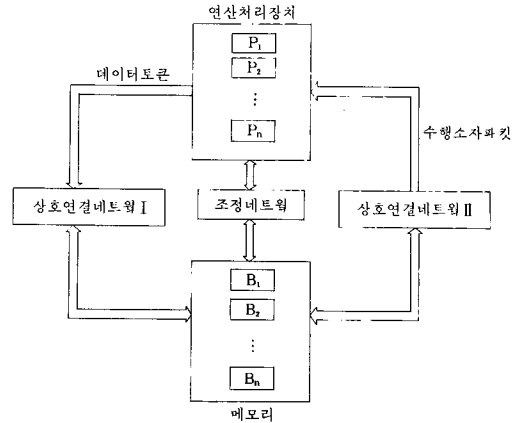 연산처리장치
P₁
P₂
⋮
Pₙ
데이터토큰
수행소자파킷
상호연결네트웍 Ⅰ
조정네트웍
상호연결네트웍 Ⅱ
B₁
B₂
⋮
Bₙ
메모리